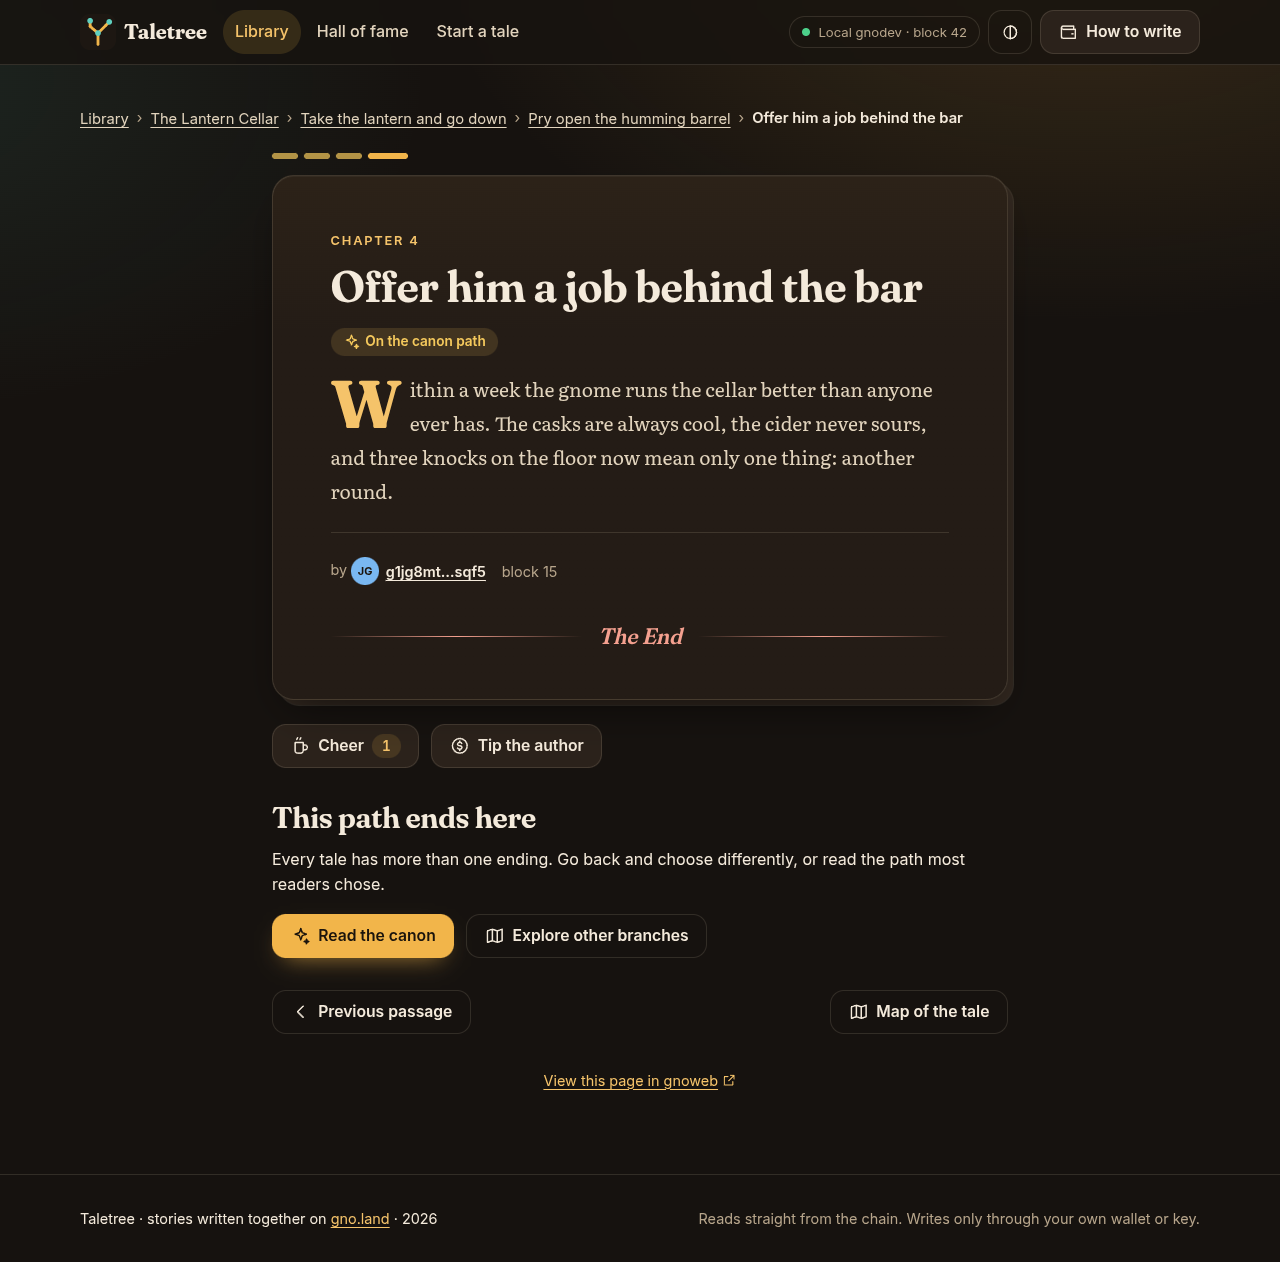 Taletree
Library
Hall of fame
Start a tale
Local gnodev · block 42
How to write
Library › The Lantern Cellar › Take the lantern and go down › Pry open the humming barrel › Offer him a job behind the bar
CHAPTER 4
Offer him a job behind the bar
On the canon path
Within a week the gnome runs the cellar better than anyone
ever has. The casks are always cool, the cider never sours,
and three knocks on the floor now mean only one thing: another
round.
by JG g1jg8mt...sqf5 block 15
The End
Cheer 1
Tip the author
This path ends here
Every tale has more than one ending. Go back and choose differently, or read the path most
readers chose.
Read the canon
Explore other branches
Previous passage
Map of the tale
View this page in gnoweb
Taletree · stories written together on gno.land · 2026
Reads straight from the chain. Writes only through your own wallet or key.